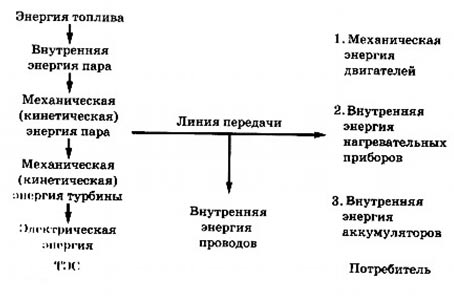 Энергия топлива
Внутренняя
энергия пара
Механическая
(кинетическая)
энергия пара
Механическая
(кинетическая)
энергия турбины
Электрическая
энергия
ТЭС
Линия передачи
Внутренняя
энергия
проводов
1. Механическая
энергия
двигателей
2. Внутренняя
энергия
нагревательных
приборов
3. Внутренняя
энергия
аккумуляторов
Потребитель